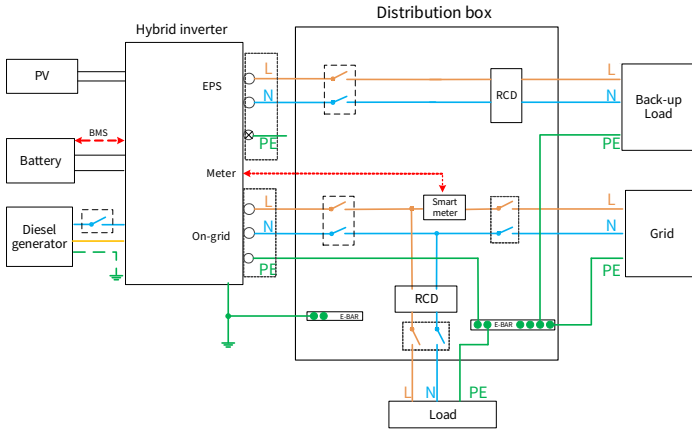 Distribution box
Hybrid inverter
PV
EPS
L
N
PE
RCD
L
N
PE
Back-up
Load
BMS
Battery
Meter
Diesel
generator
On-grid
L
N
PE
Smart
meter
L
N
PE
Grid
RCD
E-BAR
E-BAR
L
N
PE
Load